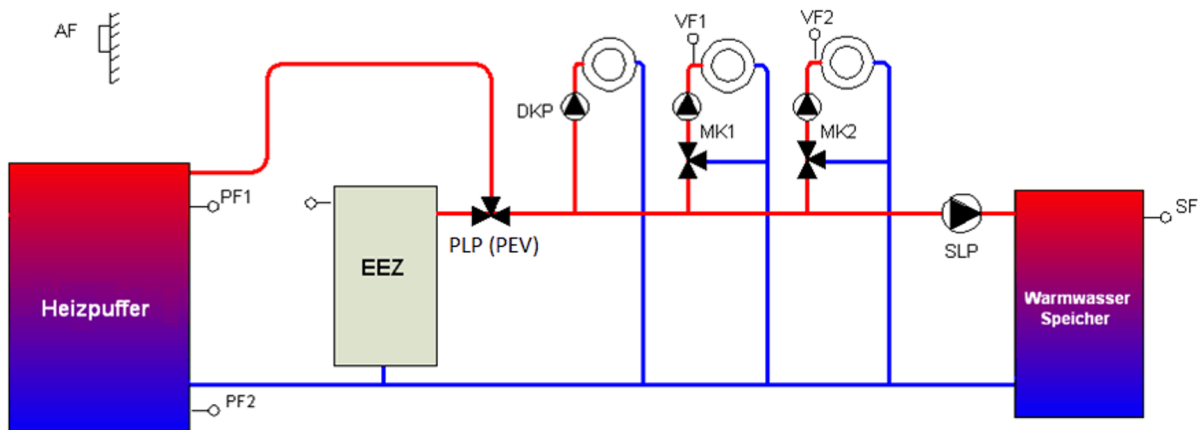 AF
VF1
VF2
DKP
MK1
MK2
PF1
SF
PLP (PEV)
SLP
EEZ
Heizpuffer
Warmwasser
Speicher
PF2